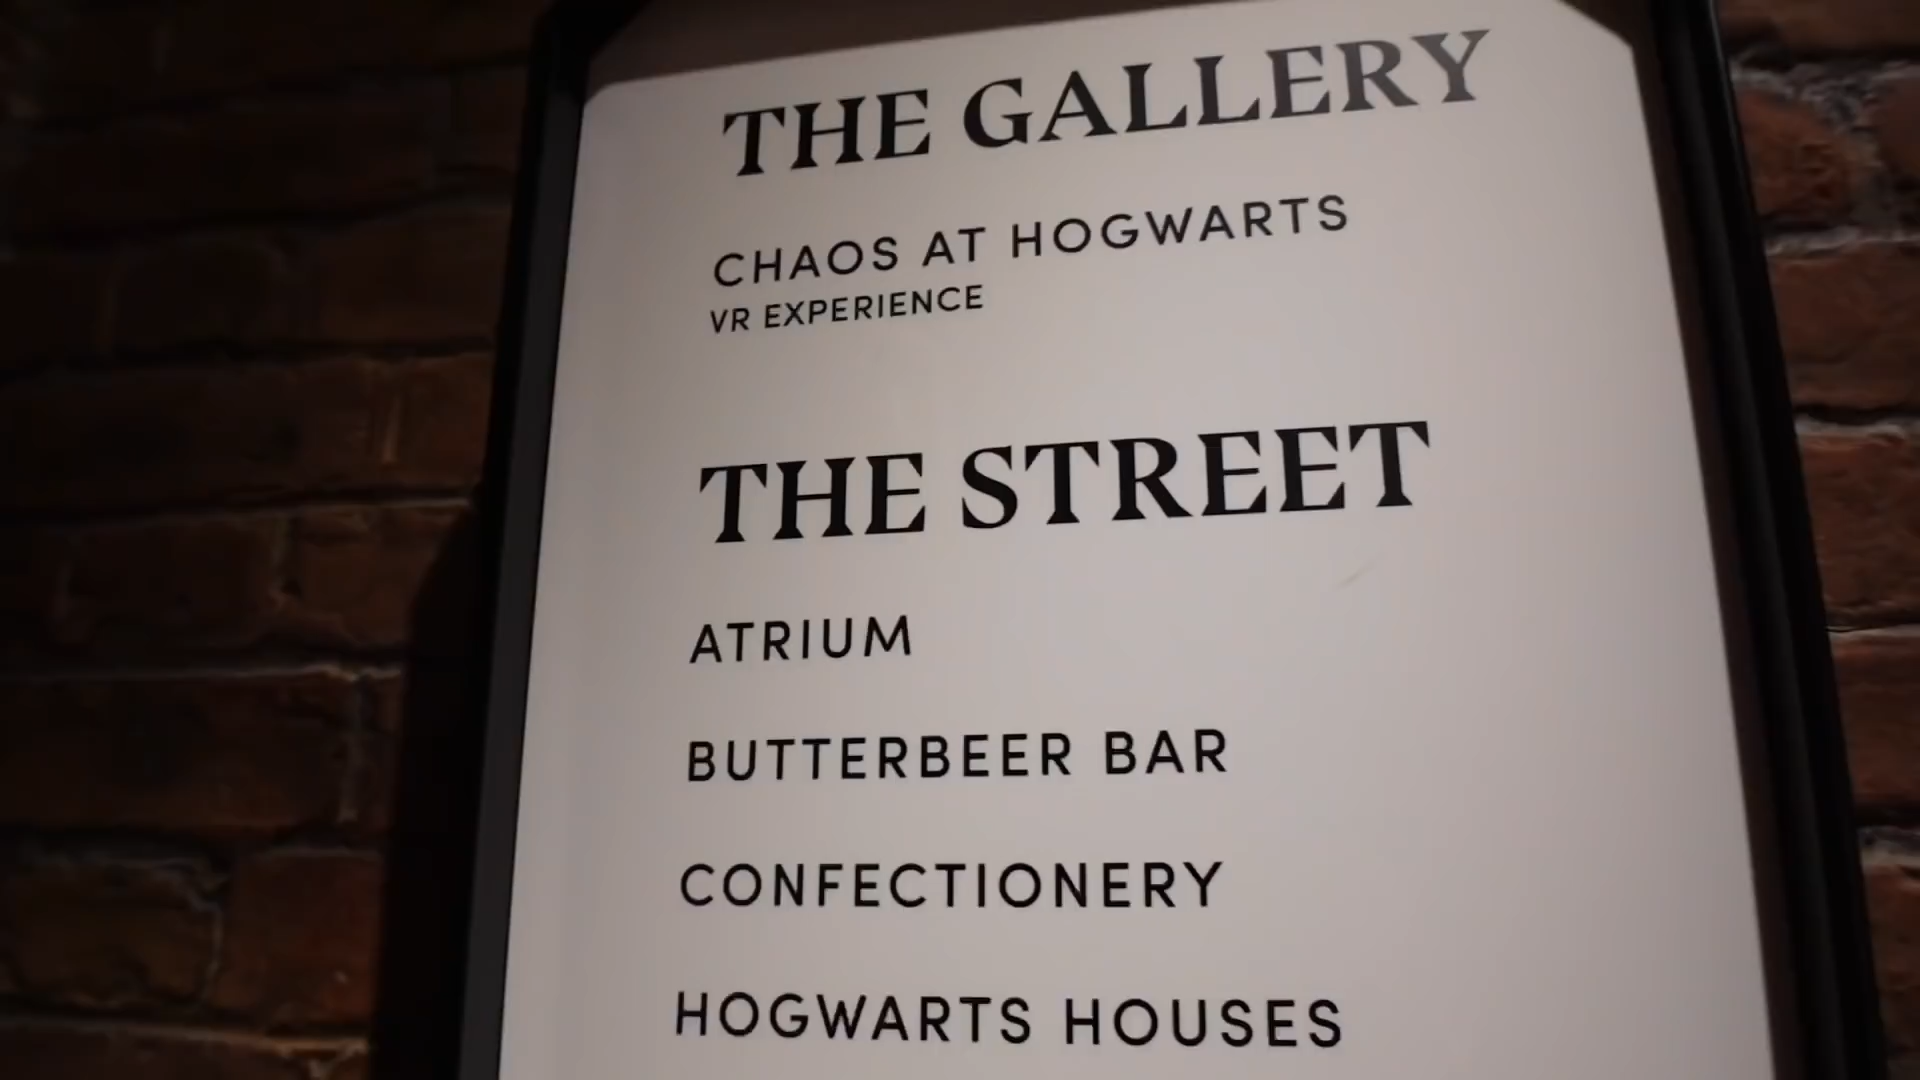 THE GALLERY
CHAOS AT HOGWARTS
VR EXPERIENCE
THE STREET
ATRIUM
BUTTERBEER BAR
CONFECTIONERY
HOGWARTS HOUSES